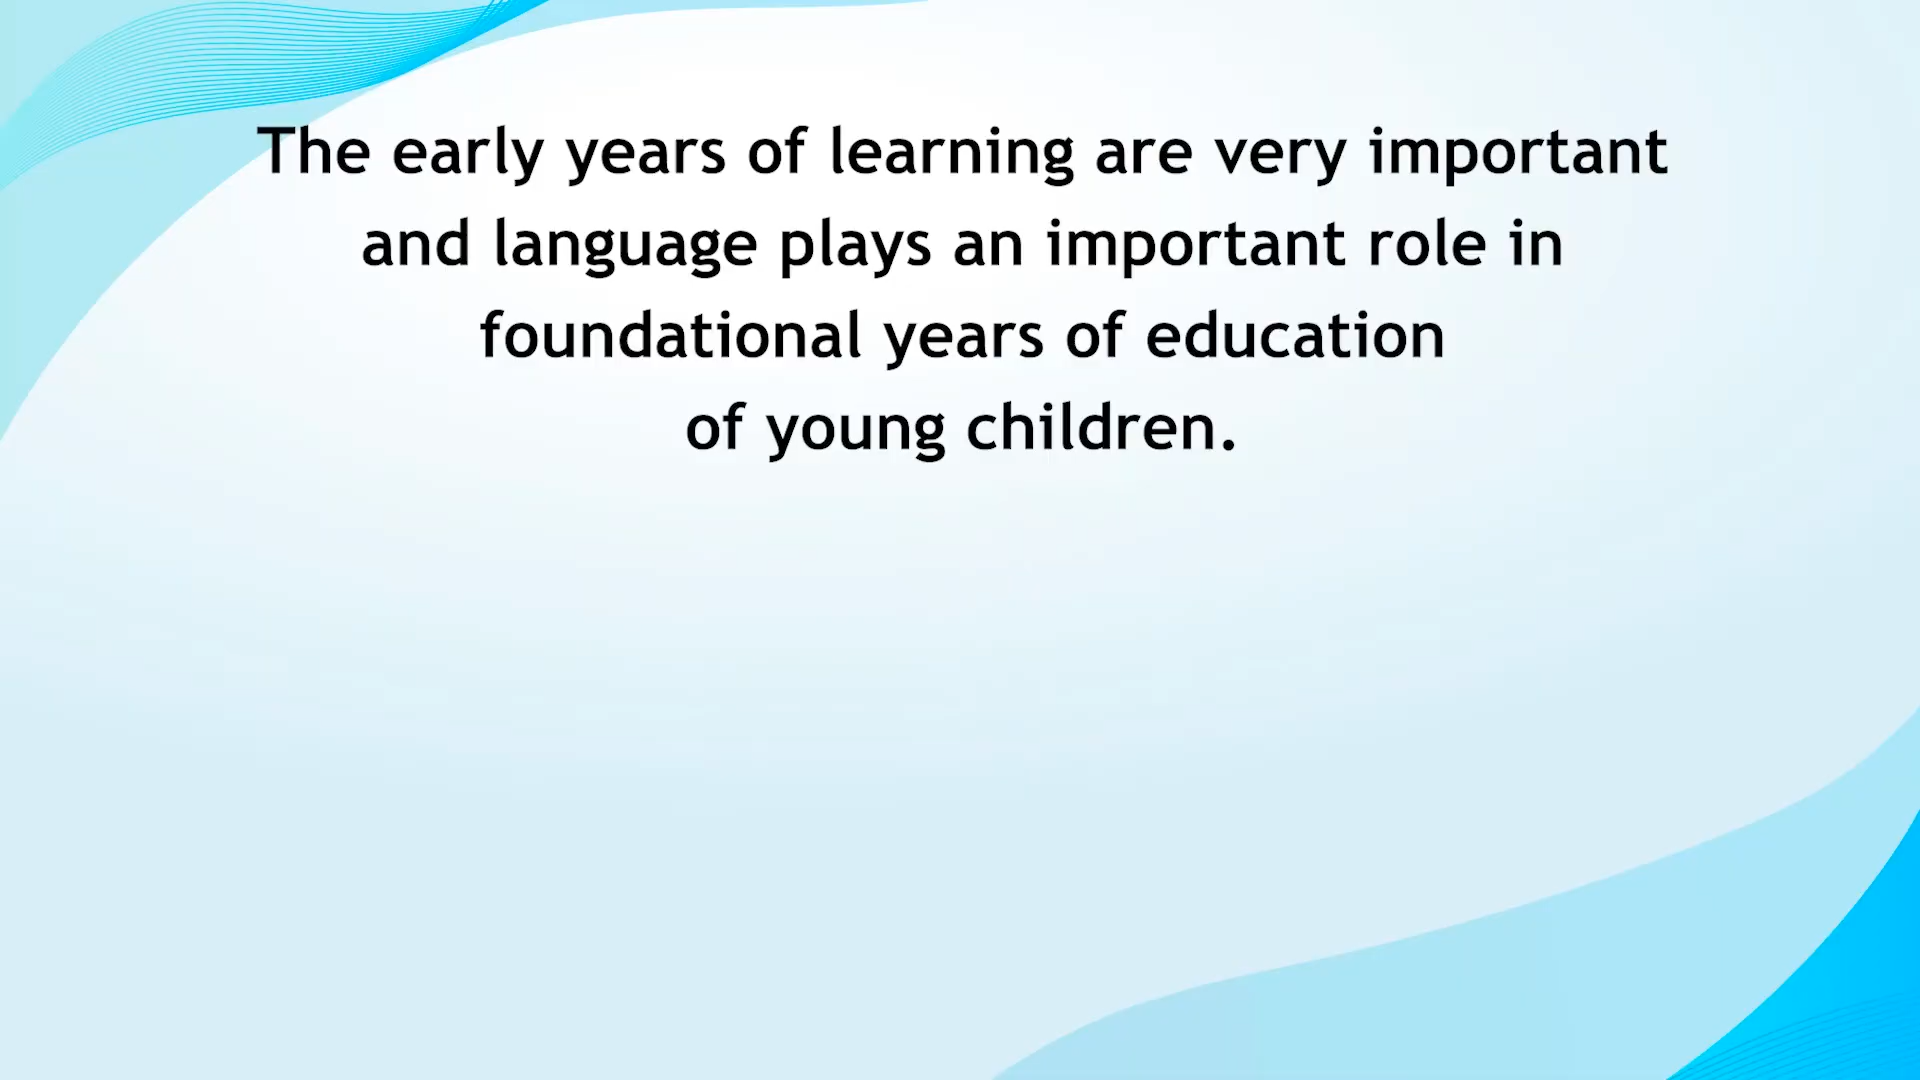 The early years of learning are very important
and language plays an important role in
foundational years of education
of young children.